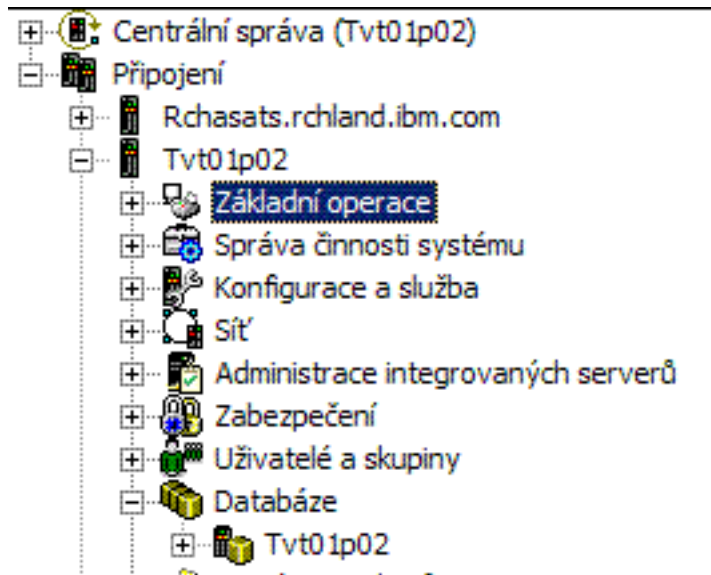 Centrální správa (Tvt01p02)
Připojení
Rchasats.rchland.ibm.com
Tvt01p02
Základní operace
Správa činnosti systému
Konfigurace a služba
Síť
Administrace integrovaných serverů
Zabezpečení
Uživatelé a skupiny
Databáze
Tvt01p02